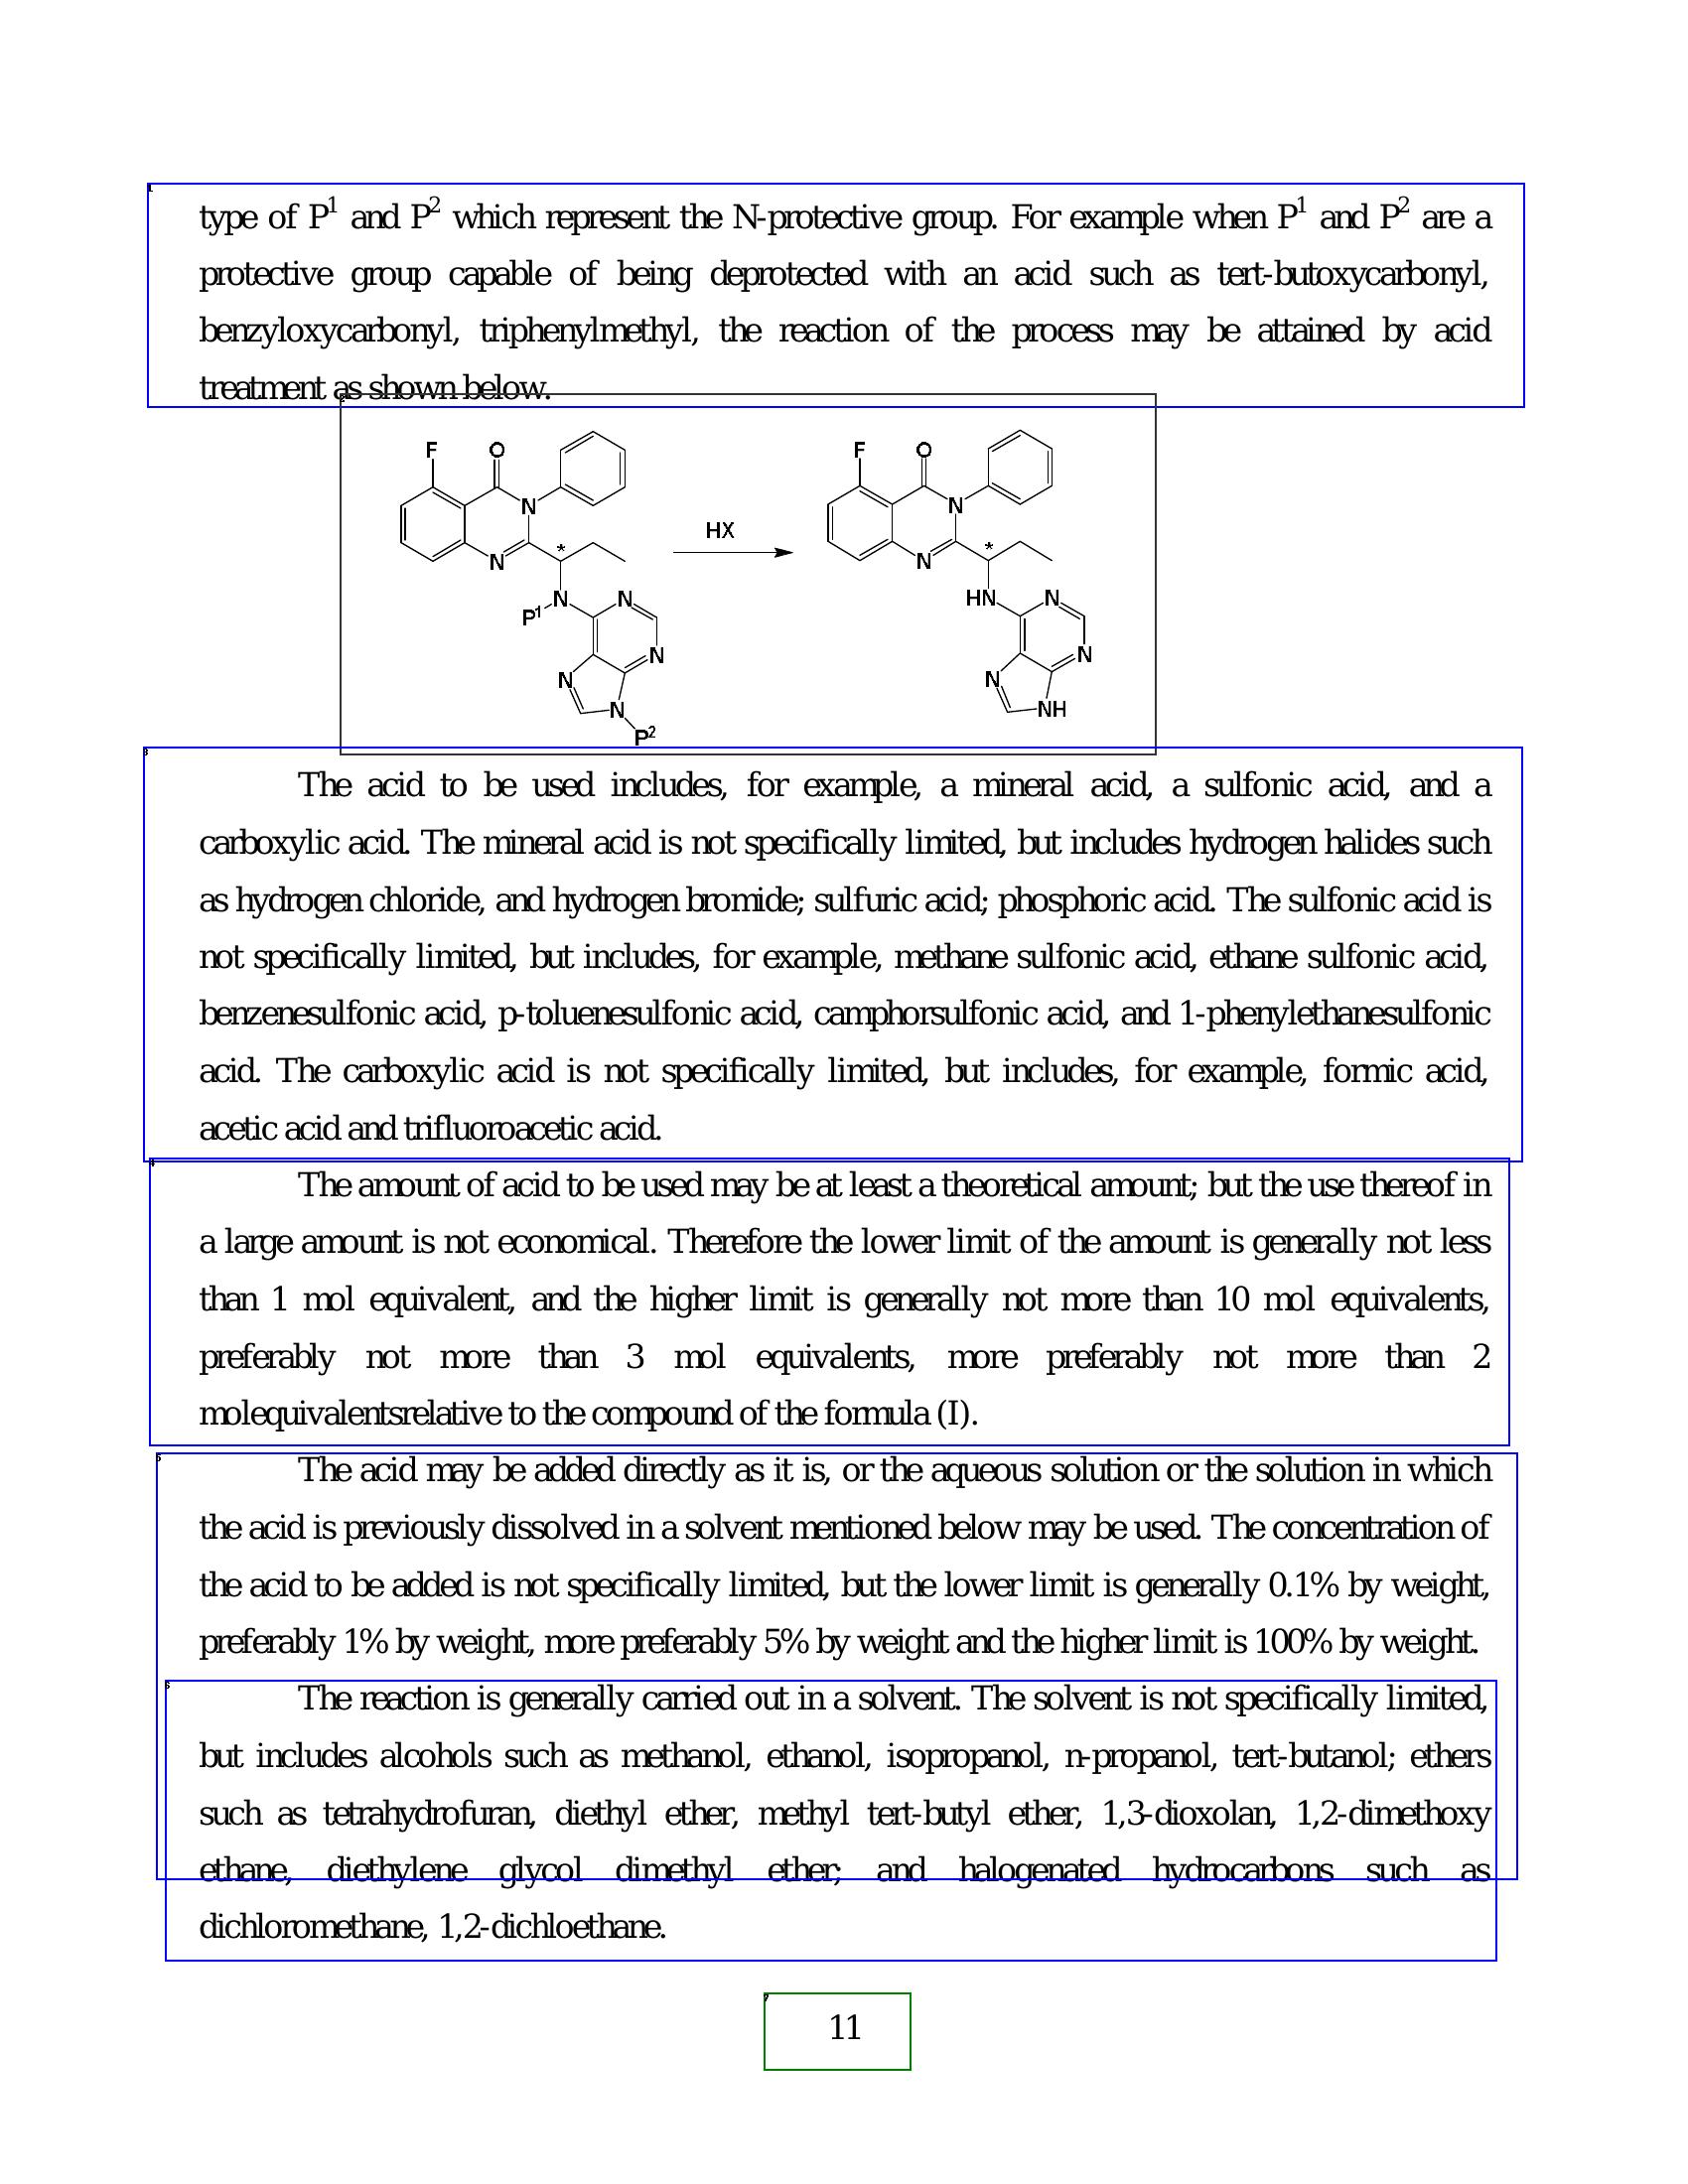 type of P¹ and P² which represent the N-protective group. For example when P¹ and P² are a
protective group capable of being deprotected with an acid such as tert-butoxycarbonyl,
benzyloxycarbonyl, triphenylmethyl, the reaction of the process may be attained by acid
treatment as shown below.
F O N N * N P¹ N N N N P²
HX
F O N N * HN N N N NH
The acid to be used includes, for example, a mineral acid, a sulfonic acid, and a
carboxylic acid. The mineral acid is not specifically limited, but includes hydrogen halides such
as hydrogen chloride, and hydrogen bromide; sulfuric acid; phosphoric acid. The sulfonic acid is
not specifically limited, but includes, for example, methane sulfonic acid, ethane sulfonic acid,
benzenesulfonic acid, p-toluenesulfonic acid, camphorsulfonic acid, and 1-phenylethanesulfonic
acid. The carboxylic acid is not specifically limited, but includes, for example, formic acid,
acetic acid and trifluoroacetic acid.
The amount of acid to be used may be at least a theoretical amount; but the use thereof in
a large amount is not economical. Therefore the lower limit of the amount is generally not less
than 1 mol equivalent, and the higher limit is generally not more than 10 mol equivalents,
preferably not more than 3 mol equivalents, more preferably not more than 2
molequivalentsrelative to the compound of the formula (I).
The acid may be added directly as it is, or the aqueous solution or the solution in which
the acid is previously dissolved in a solvent mentioned below may be used. The concentration of
the acid to be added is not specifically limited, but the lower limit is generally 0.1% by weight,
preferably 1% by weight, more preferably 5% by weight and the higher limit is 100% by weight.
The reaction is generally carried out in a solvent. The solvent is not specifically limited,
but includes alcohols such as methanol, ethanol, isopropanol, n-propanol, tert-butanol; ethers
such as tetrahydrofuran, diethyl ether, methyl tert-butyl ether, 1,3-dioxolan, 1,2-dimethoxy
ethane, diethylene glycol dimethyl ether; and halogenated hydrocarbons such as
dichloromethane, 1,2-dichloethane.
11